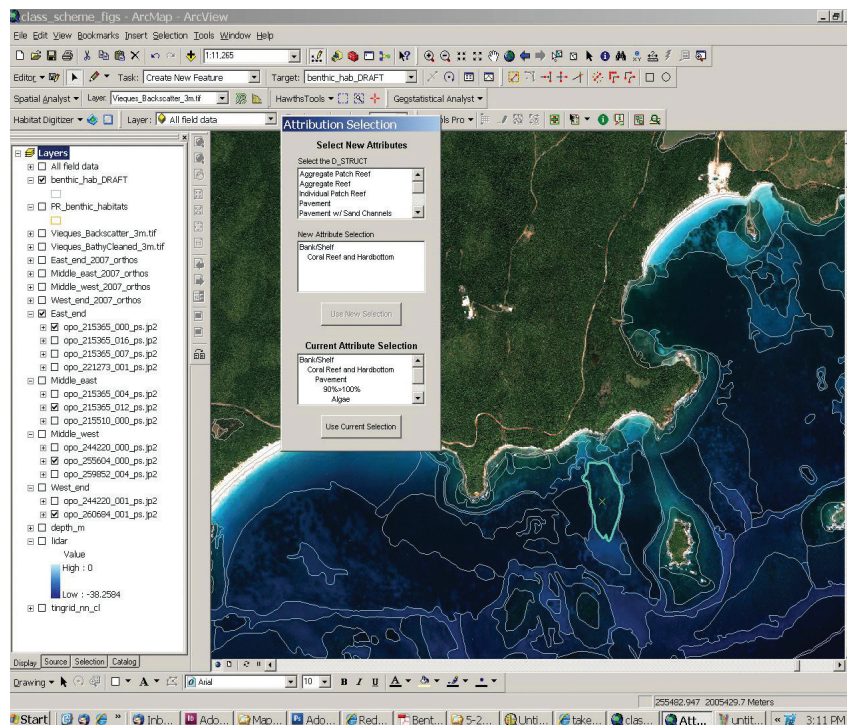 class_scheme_figs - ArcMap - ArcView
File Edit View Bookmarks Insert Selection Tools Window Help
1:11,265
Editor Task: Create New Feature Target: benthic_hab_DRAFT
Spatial Analyst Layer: Vieques_Backscatter_3m.tif HawthsTools Geostatistical Analyst
Habitat Digitizer Layer: All field data ols Pro
Layers
All field data
benthic_hab_DRAFT
PR_benthic_habitats
Vieques_Backscatter_3m.tif
Vieques_BathyCleaned_3m.tif
East_end_2007_orthos
Middle_east_2007_orthos
Middle_west_2007_orthos
West_end_2007_orthos
East_end
opo_215365_000_ps.jp2
opo_215365_016_ps.jp2
opo_215365_007_ps.jp2
opo_221273_001_ps.jp2
Middle_east
opo_215365_004_ps.jp2
opo_215365_012_ps.jp2
opo_215510_000_ps.jp2
Middle_west
opo_244220_000_ps.jp2
opo_255604_000_ps.jp2
opo_259852_004_ps.jp2
West_end
opo_244220_001_ps.jp2
opo_260684_001_ps.jp2
depth_m
lidar
Value
High : 0
Low : -38.2584
tingrid_nn_cl
Display Source Selection Catalog
Attribution Selection
Select New Attributes
Select the D_STRUCT
Aggregate Patch Reef
Aggregate Reef
Individual Patch Reef
Pavement
Pavement w/ Sand Channels
New Attribute Selection
Bank/Shelf
Coral Reef and Hardbottom
Use New Selection
Current Attribute Selection
Bank/Shelf
Coral Reef and Hardbottom
Pavement
90%>100%
Algae
Use Current Selection
Drawing A Arial 10 B I U A
255482.947 2005429.7 Meters
Start Inb... Ado... Map... Ado... Red... Bent... 5-2... Unti... take... clas... Att... untit... 3:11 PM